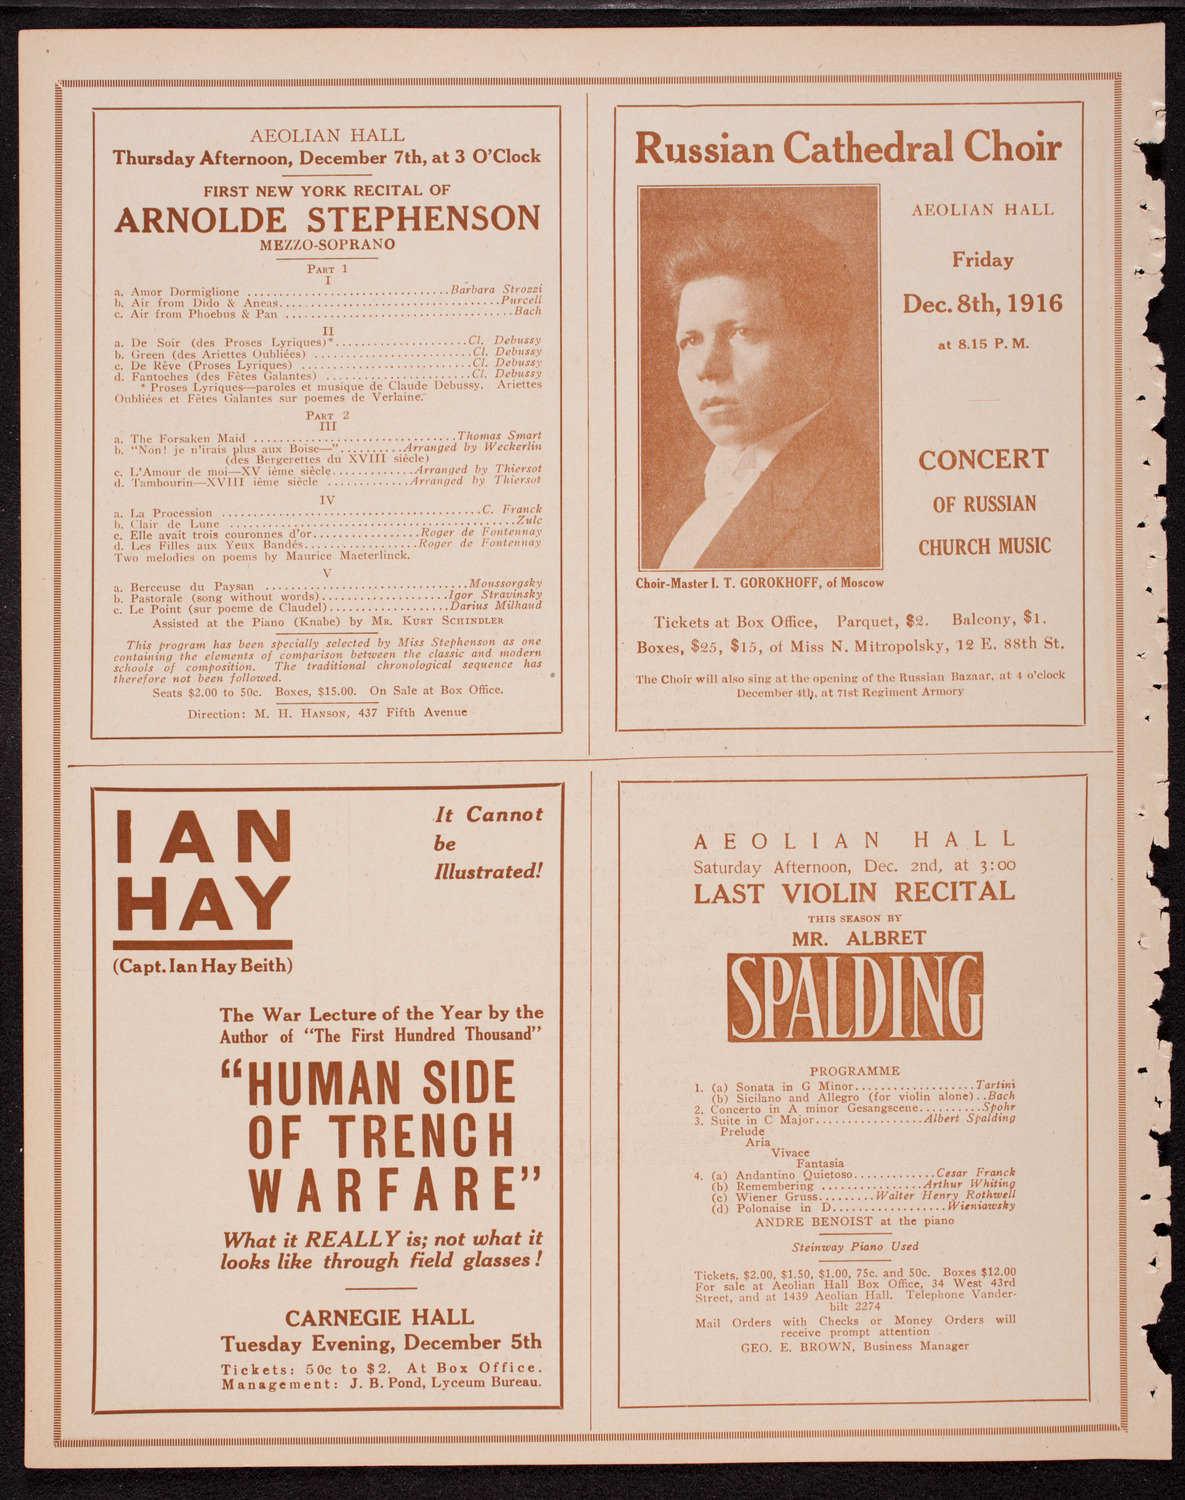 AEOLIAN HALL
Thursday Afternoon, December 7th, at 3 O'Clock
FIRST NEW YORK RECITAL OF
ARNOLDE STEPHENSON
MEZZO-SOPRANO
PART 1
I
a. Amor Dormiglione ........ Barbara Strozzi
b. Air from Dido & Aneas........ Purcell
c. Air from Phoebus & Pan ........ Bach
II
a. De Soir (des Proses Lyriques)*........ Cl. Debussy
b. Green (des Ariettes Oubliées) ........ Cl. Debussy
c. De Rêve (Proses Lyriques) ........ Cl. Debussy
d. Fantoches (des Fêtes Galantes) ........ Cl. Debussy
* Proses Lyriques—paroles et musique de Claude Debussy. Ariettes
Oubliées et Fêtes Galantes sur poemes de Verlaine.
PART 2
III
a. The Forsaken Maid ........ Thomas Smart
b. "Non! je n'irais plus aux Boise—"........ Arranged by Weckerlin
(des Bergerettes du XVIII siècle)
c. L'Amour de moi—XV ième siècle........ Arranged by Thiersot
d. Tambourin—XVIII ième siècle ........ Arranged by Thiersot
IV
a. La Procession ........ C. Franck
b. Clair de Lune ........ Zulc
c. Elle avait trois couronnes d'or........ Roger de Fontennay
d. Les Filles aux Yeux Bandés........ Roger de Fontennay
Two melodies on poems by Maurice Maeterlinck.
V
a. Berceuse du Paysan ........ Moussorgsky
b. Pastorale (song without words)........ Igor Stravinsky
c. Le Point (sur poeme de Claudel)........ Darius Milhaud
Assisted at the Piano (Knabe) by MR. KURT SCHINDLER
This program has been specially selected by Miss Stephenson as one
containing the elements of comparison between the classic and modern
schools of composition. The traditional chronological sequence has
therefore not been followed.
Seats $2.00 to 50c. Boxes, $15.00. On Sale at Box Office.
Direction: M. H. HANSON, 437 Fifth Avenue
Russian Cathedral Choir
AEOLIAN HALL
Friday
Dec. 8th, 1916
at 8.15 P. M.
CONCERT
OF RUSSIAN
CHURCH MUSIC
Choir-Master I. T. GOROKHOFF, of Moscow
Tickets at Box Office, Parquet, $2. Balcony, $1.
Boxes, $25, $15, of Miss N. Mitropolsky, 12 E. 88th St.
The Choir will also sing at the opening of the Russian Bazaar, at 4 o'clock
December 4th, at 71st Regiment Armory
IAN
HAY
(Capt. Ian Hay Beith)
It Cannot
be
Illustrated!
The War Lecture of the Year by the
Author of "The First Hundred Thousand"
"HUMAN SIDE
OF TRENCH
WARFARE"
What it REALLY is; not what it
looks like through field glasses!
CARNEGIE HALL
Tuesday Evening, December 5th
Tickets: 50c to $2. At Box Office.
Management: J. B. Pond, Lyceum Bureau.
AEOLIAN HALL
Saturday Afternoon, Dec. 2nd, at 3:00
LAST VIOLIN RECITAL
THIS SEASON BY
MR. ALBRET
SPALDING
PROGRAMME
1. (a) Sonata in G Minor........ Tartini
(b) Sicilano and Allegro (for violin alone)..Bach
2. Concerto in A minor Gesangscene........ Spohr
3. Suite in C Major........ Albert Spalding
Prelude
Aria
Vivace
Fantasia
4. (a) Andantino Quietoso........ Cesar Franck
(b) Remembering ........ Arthur Whiting
(c) Wiener Gruss........ Walter Henry Rothwell
(d) Polonaise in D........ Wieniawsky
ANDRE BENOIST at the piano
Steinway Piano Used
Tickets, $2.00, $1.50, $1.00, 75c. and 50c. Boxes $12.00
For sale at Aeolian Hall Box Office, 34 West 43rd
Street, and at 1439 Aeolian Hall. Telephone Vander-
bilt 2274
Mail Orders with Checks or Money Orders will
receive prompt attention
GEO. E. BROWN, Business Manager